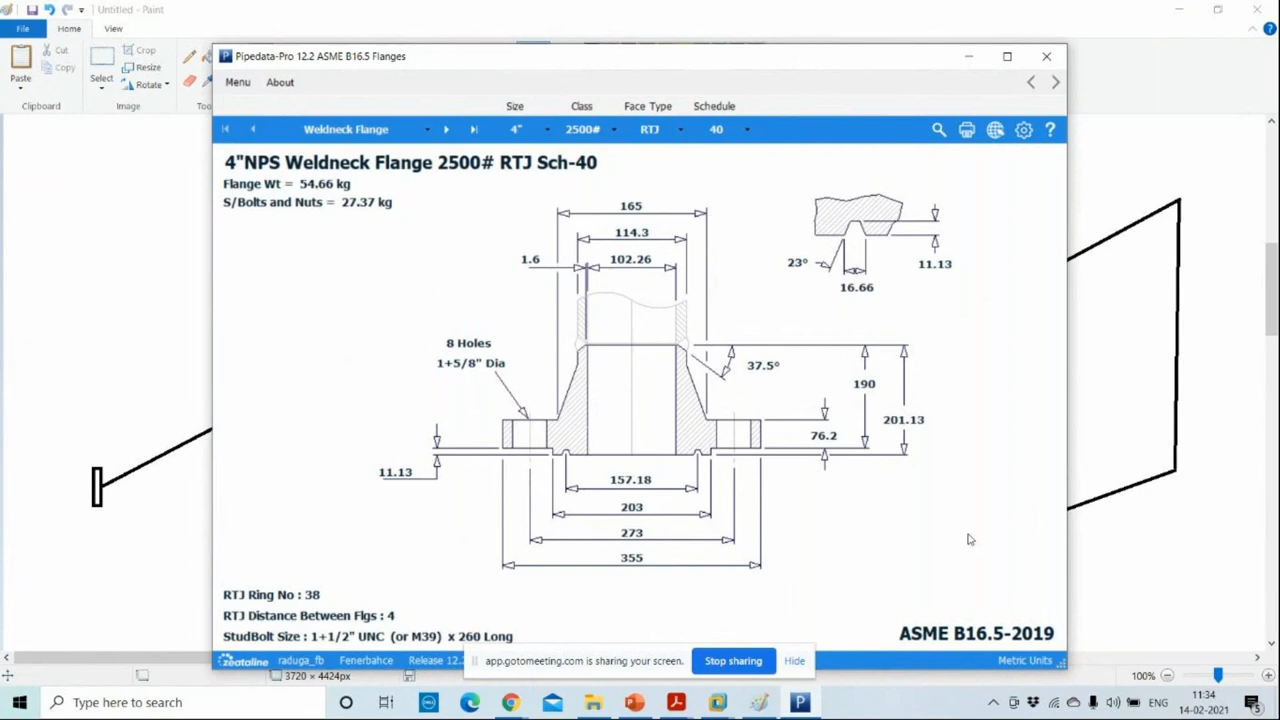 Untitled - Paint
File
Home
View
Paste
Cut
Copy
Clipboard
Select
Crop
Resize
Rotate
Image
Pipedata-Pro 12.2 ASME B16.5 Flanges
Menu
About
Size
Class
Face Type
Schedule
Weldneck Flange
4"
2500#
RTJ
40
4"NPS Weldneck Flange 2500# RTJ Sch-40
Flange Wt = 54.66 kg
S/Bolts and Nuts = 27.37 kg
165
114.3
1.6
102.26
23°
11.13
16.66
8 Holes
1+5/8" Dia
37.5°
190
201.13
76.2
11.13
157.18
203
273
355
RTJ Ring No : 38
RTJ Distance Between Flgs : 4
StudBolt Size : 1+1/2" UNC (or M39) x 260 Long
ASME B16.5-2019
zeataline
raduga_fb
Fenerbahce
Release 12.
app.gotomeeting.com is sharing your screen.
Stop sharing
Hide
Metric Units
3720 × 4424px
100%
Type here to search
ENG
11:34
14-02-2021
5